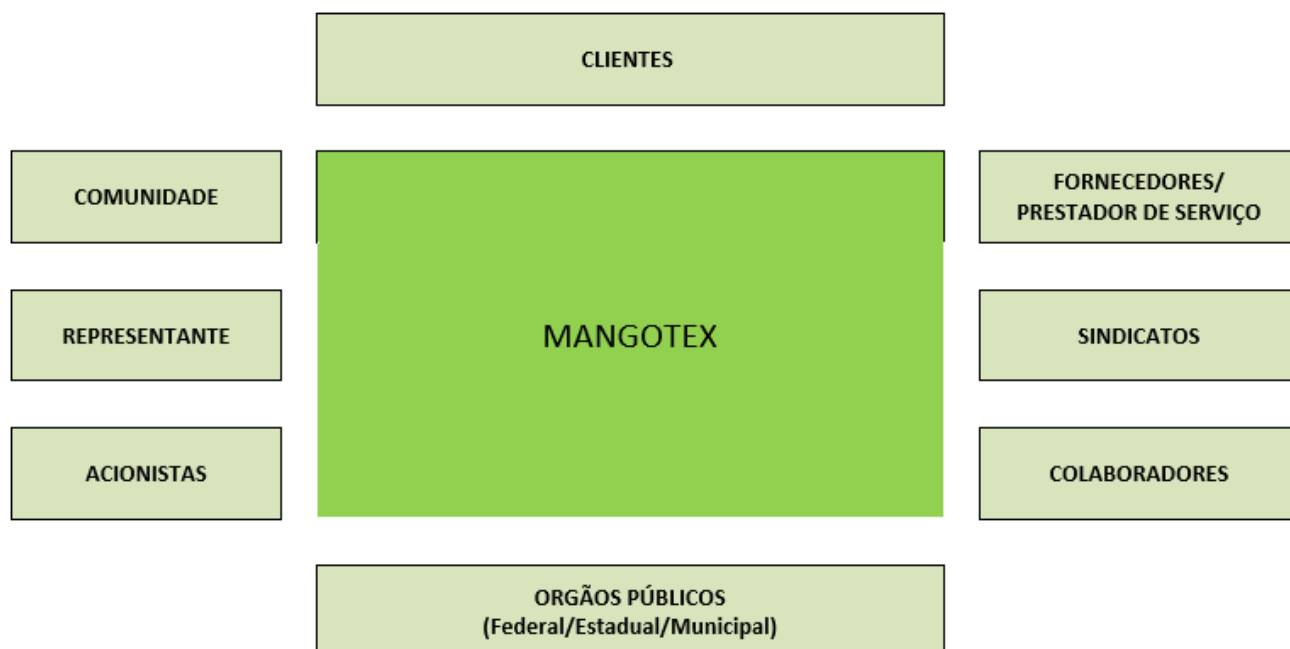 CLIENTES
COMUNIDADE
FORNECEDORES/
PRESTADOR DE SERVIÇO
REPRESENTANTE
MANGOTEX
SINDICATOS
ACIONISTAS
COLABORADORES
ORGÃOS PÚBLICOS
(Federal/Estadual/Municipal)